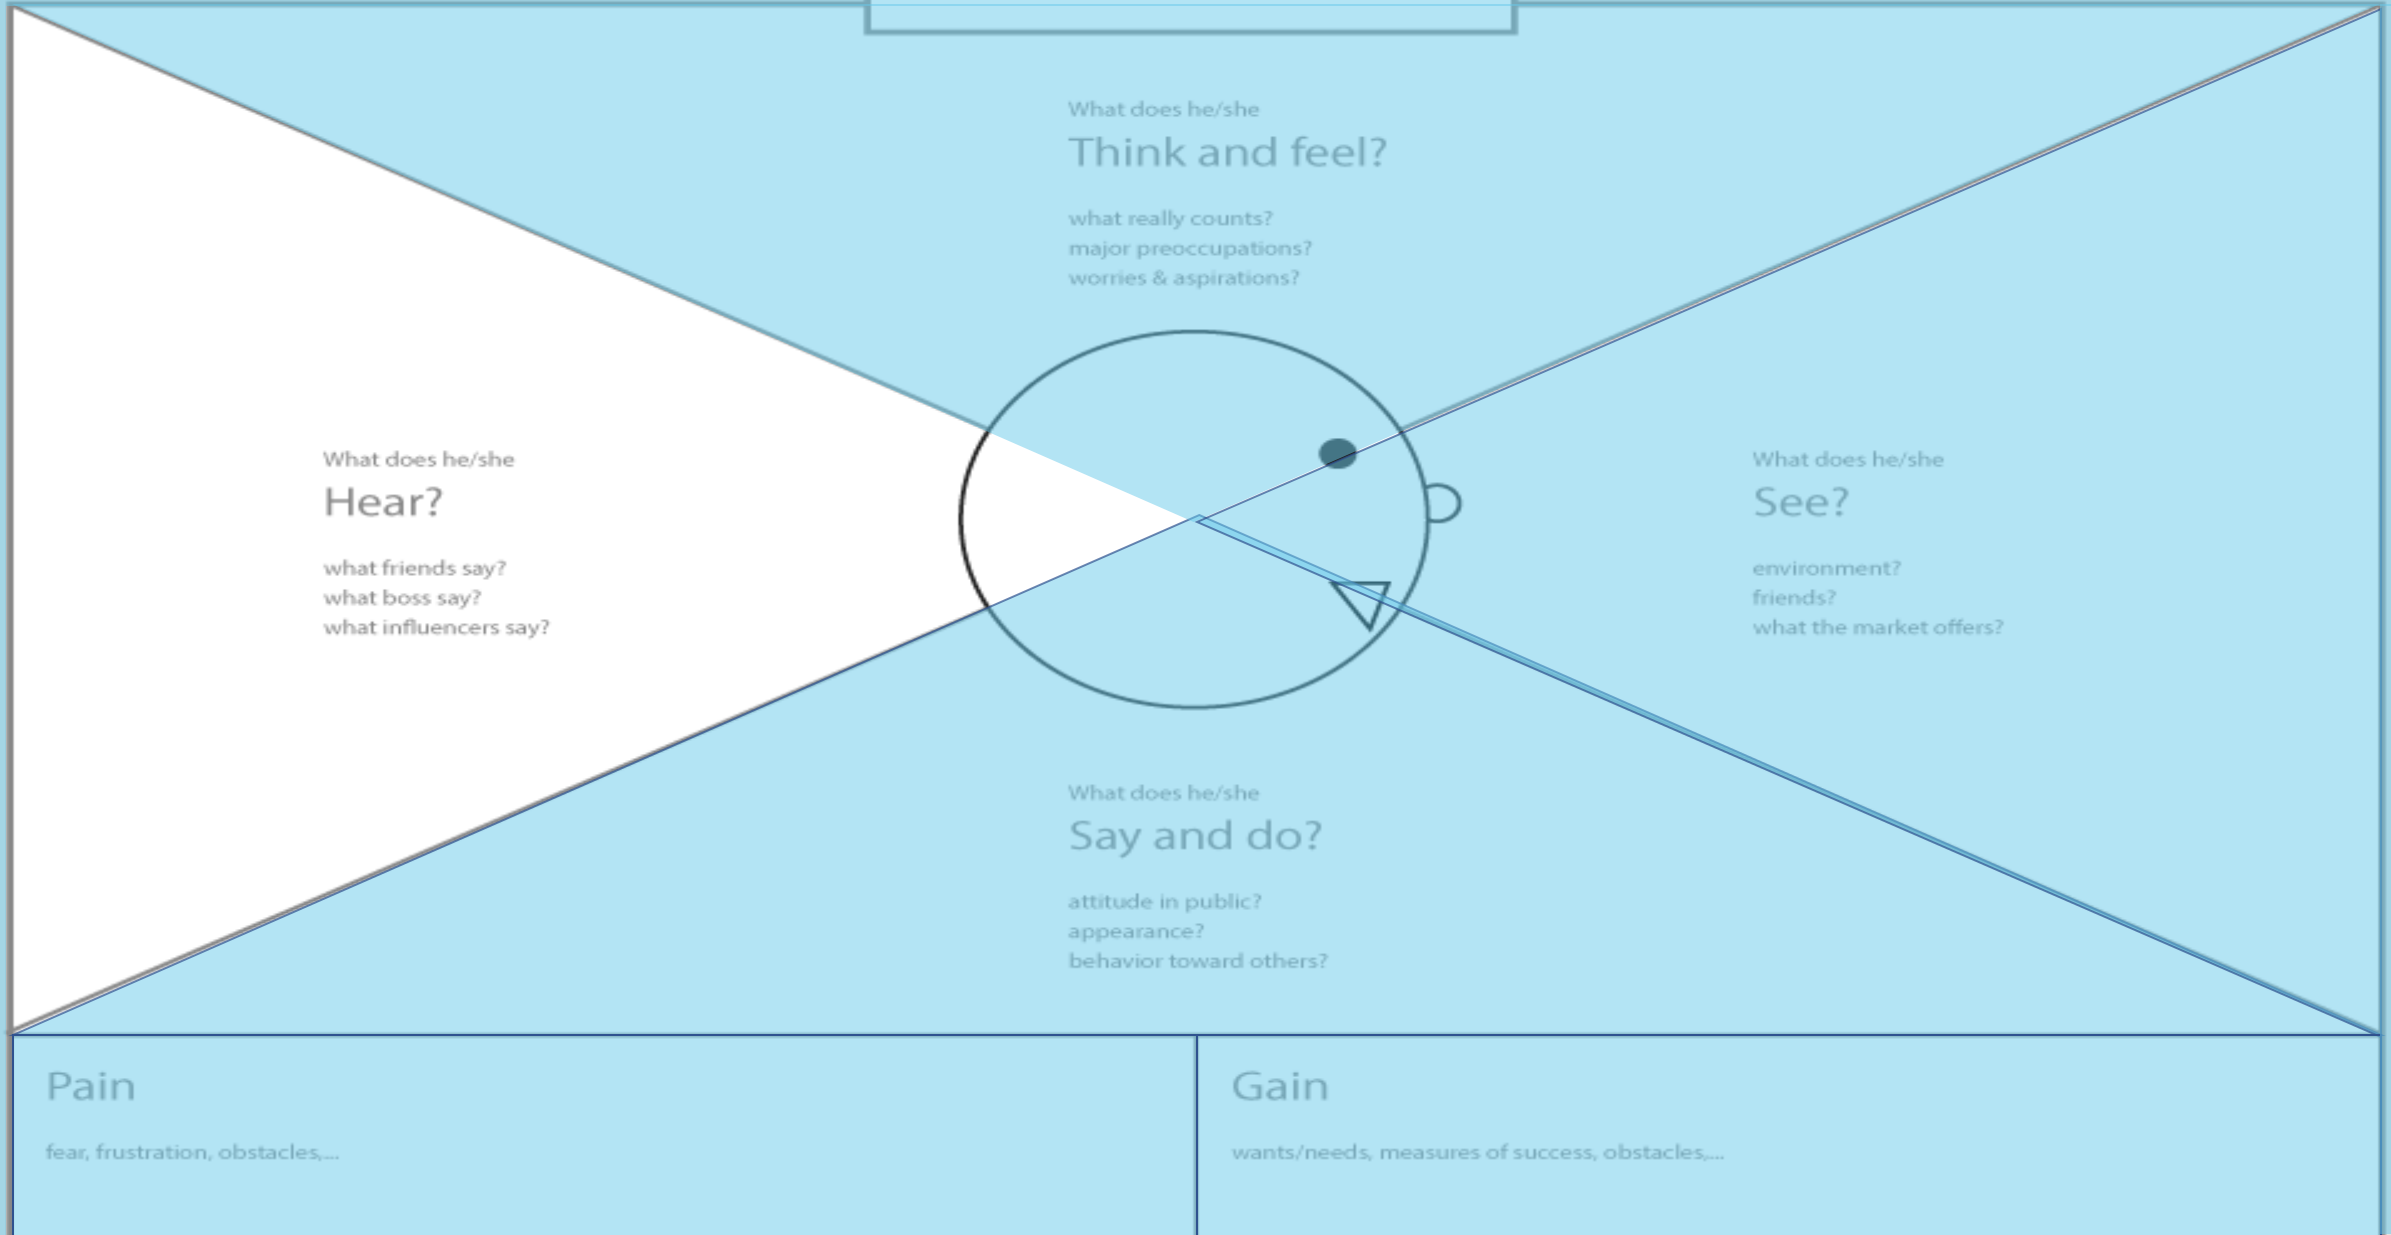 What does he/she
Think and feel?
what really counts?
major preoccupations?
worries & aspirations?
What does he/she
Hear?
what friends say?
what boss say?
what influencers say?
What does he/she
See?
environment?
friends?
what the market offers?
What does he/she
Say and do?
attitude in public?
appearance?
behavior toward others?
Pain
fear, frustration, obstacles,...
Gain
wants/needs, measures of success, obstacles,...